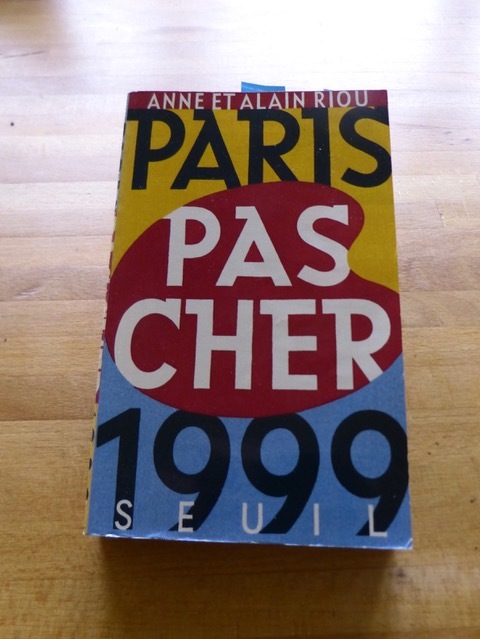 ANNE ET ALAIN RIOU
PARIS
PAS
CHER
1999
SEUIL